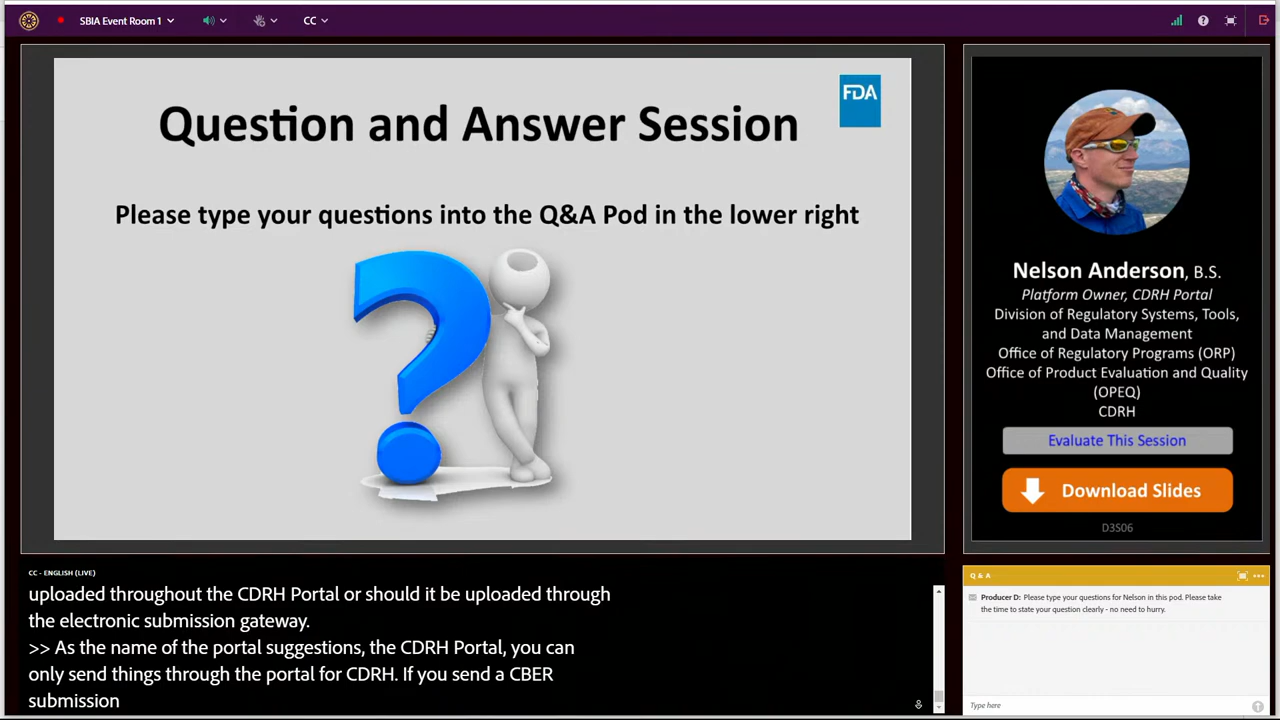 SBIA Event Room 1
CC
FDA
Question and Answer Session
Please type your questions into the Q&A Pod in the lower right
Nelson Anderson, B.S.
Platform Owner, CDRH Portal
Division of Regulatory Systems, Tools,
and Data Management
Office of Regulatory Programs (ORP)
Office of Product Evaluation and Quality
(OPEQ)
CDRH
Evaluate This Session
Download Slides
D3S06
CC - ENGLISH (LIVE)
uploaded throughout the CDRH Portal or should it be uploaded through
the electronic submission gateway.
>> As the name of the portal suggestions, the CDRH Portal, you can
only send things through the portal for CDRH. If you send a CBER
submission
Q & A
Producer D: Please type your questions for Nelson in this pod. Please take
the time to state your question clearly - no need to hurry.
Type here